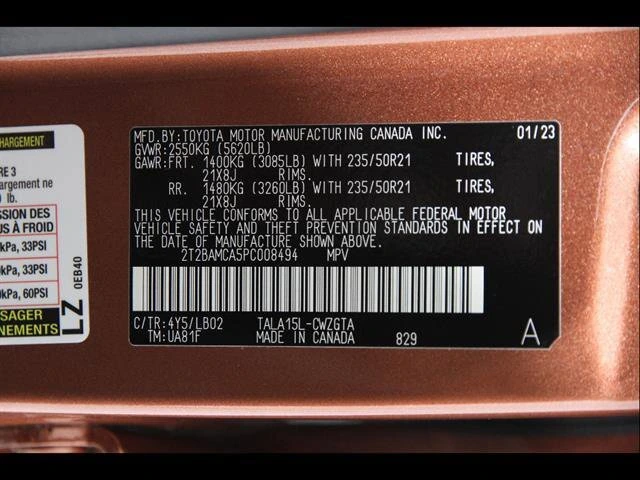 MFD.BY:TOYOTA MOTOR MANUFACTURING CANADA INC. 01/23
GVWR:2550KG (5620LB)
GAWR:FRT. 1400KG (3085LB) WITH 235/50R21 TIRES,
21X8J RIMS.
RR. 1480KG (3260LB) WITH 235/50R21 TIRES,
21X8J RIMS.
THIS VEHICLE CONFORMS TO ALL APPLICABLE FEDERAL MOTOR
VEHICLE SAFETY AND THEFT PREVENTION STANDARDS IN EFFECT ON
THE DATE OF MANUFACTURE SHOWN ABOVE.
2T2BAMCA5PC008494 MPV
C/TR:4Y5/LB02 TALA15L-CWZGTA
TM:UA81F MADE IN CANADA 829
A
CHARGEMENT
RE 3
hargement ne
lb.
SSION DES
S À FROID
kPa, 33PSI
kPa, 33PSI
kPa, 60PSI
SAGER
NEMENTS
LZ
0EB40